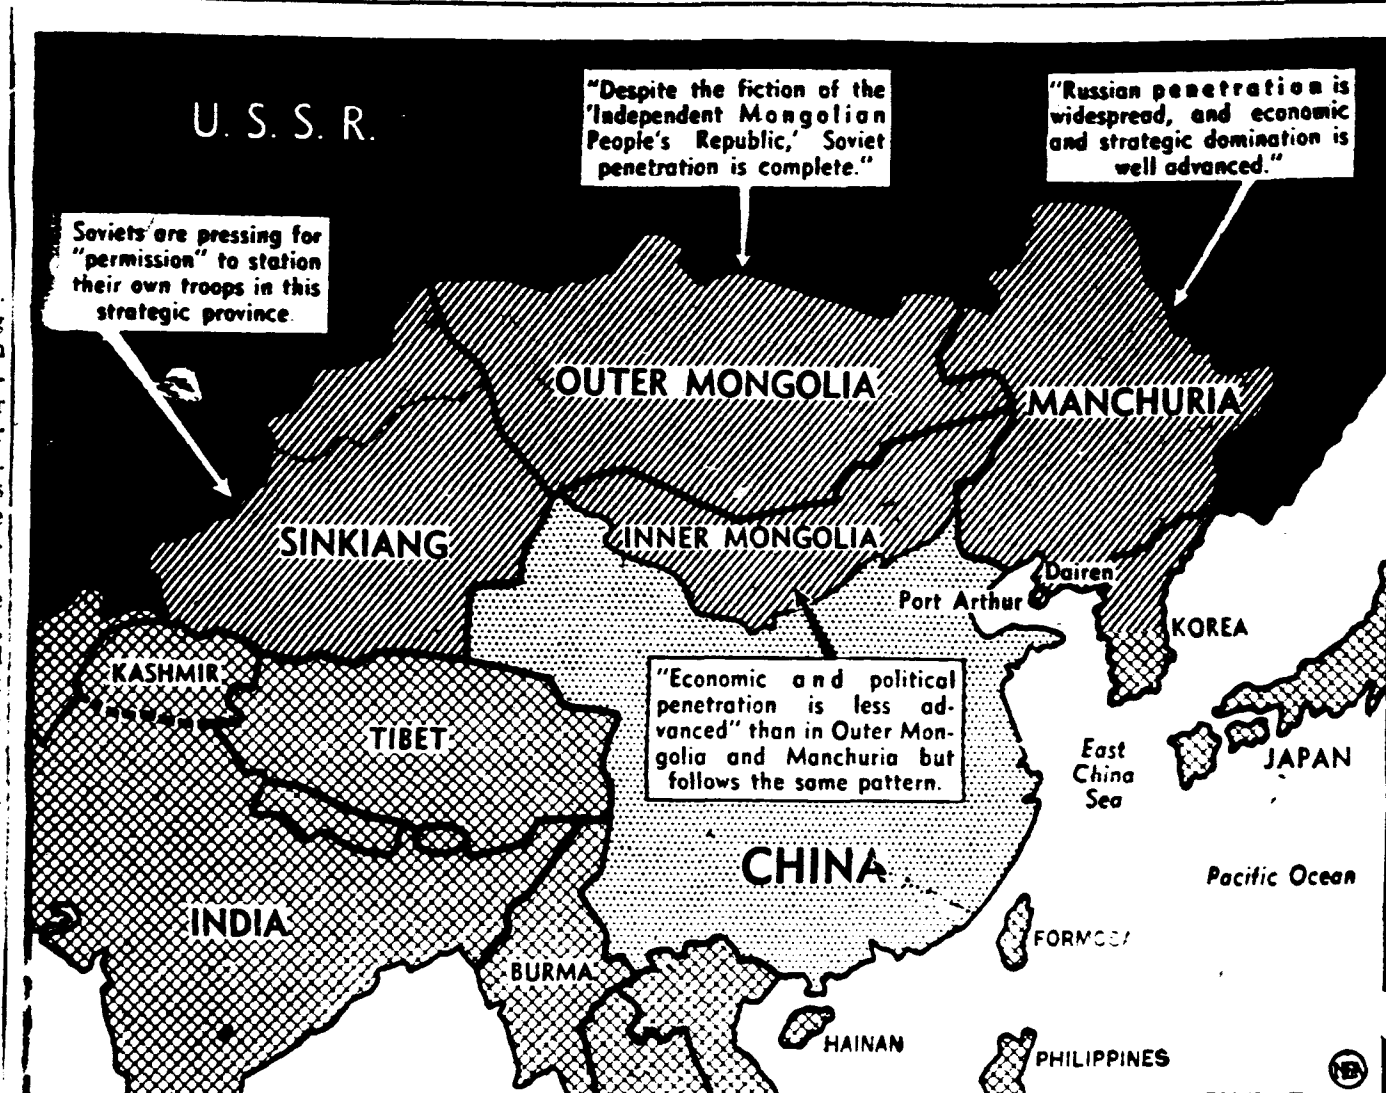 U. S. S. R.
"Despite the fiction of the
'Independent Mongolian
People's Republic,' Soviet
penetration is complete."
"Russian penetration is
widespread, and economic
and strategic domination is
well advanced."
Soviets are pressing for
"permission" to station
their own troops in this
strategic province.
OUTER MONGOLIA
MANCHURIA
SINKIANG
INNER MONGOLIA
Dairen
Port Arthur
KOREA
KASHMIR
"Economic and political
penetration is less ad-
vanced" than in Outer Mon-
golia and Manchuria but
follows the same pattern.
TIBET
East
China
Sea
JAPAN
CHINA
Pacific Ocean
INDIA
FORMOSA
BURMA
HAINAN
PHILIPPINES
NEA